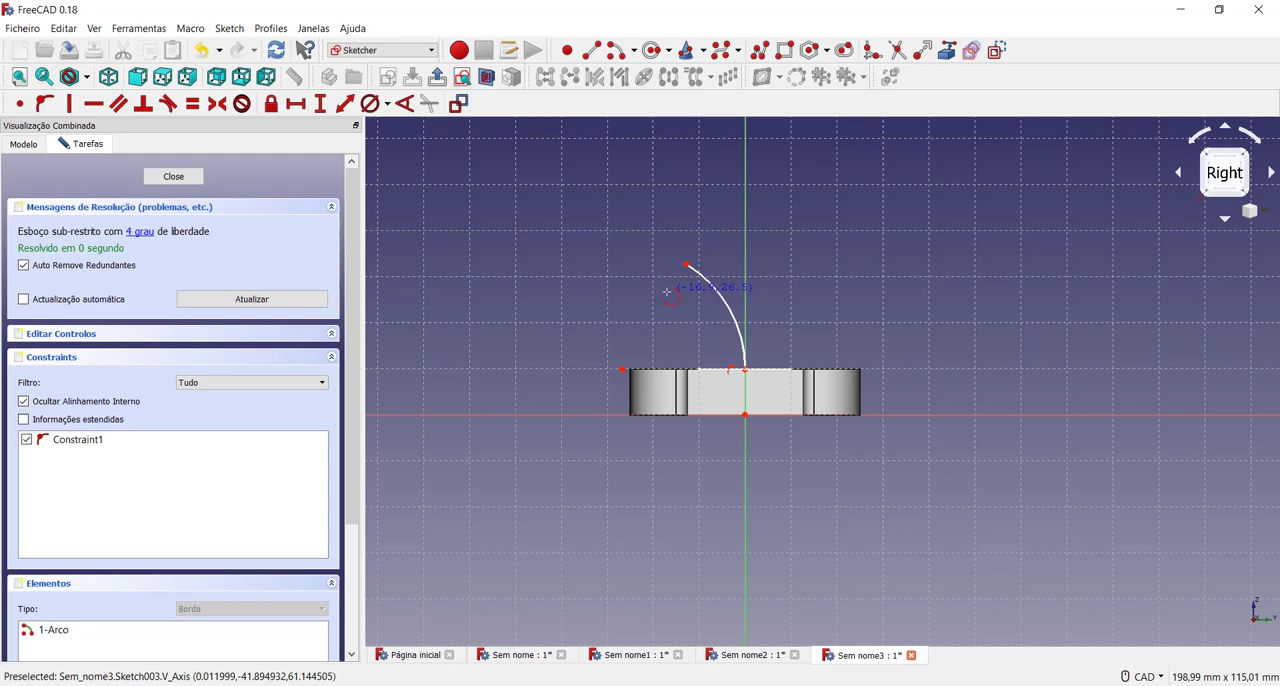 FreeCAD 0.18
Ficheiro Editar Ver Ferramentas Macro Sketch Profiles Janelas Ajuda
Sketcher
Visualização Combinada
Modelo Tarefas
Close
Mensagens de Resolução (problemas, etc.)
Esboço sub-restrito com 4 grau de liberdade
Resolvido em 0 segundo
Auto Remove Redundantes
Actualização automática Atualizar
Editar Controlos
Constraints
Filtro: Tudo
Ocultar Alinhamento Interno
Informações estendidas
Constraint1
Elementos
Tipo: Borda
1-Arco
Right
Z
Y
Página inicial Sem nome : 1* Sem nome1 : 1* Sem nome2 : 1* Sem nome3 : 1*
Preselected: Sem_nome3.Sketch003.V_Axis (0.011999,-41.894932,61.144505) CAD 198,99 mm x 115,01 mm